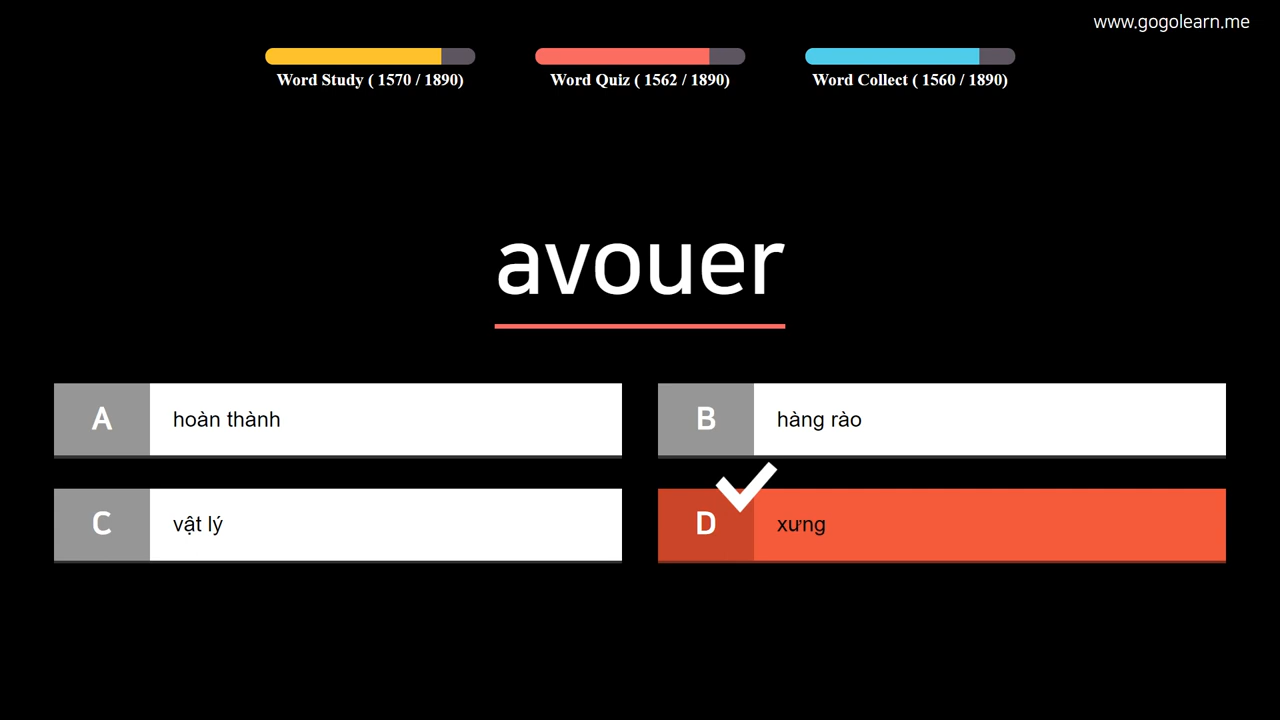 www.gogolearn.me
Word Study ( 1570 / 1890)
Word Quiz ( 1562 / 1890)
Word Collect ( 1560 / 1890)
avouer
A hoàn thành
B hàng rào
C vật lý
D xưng